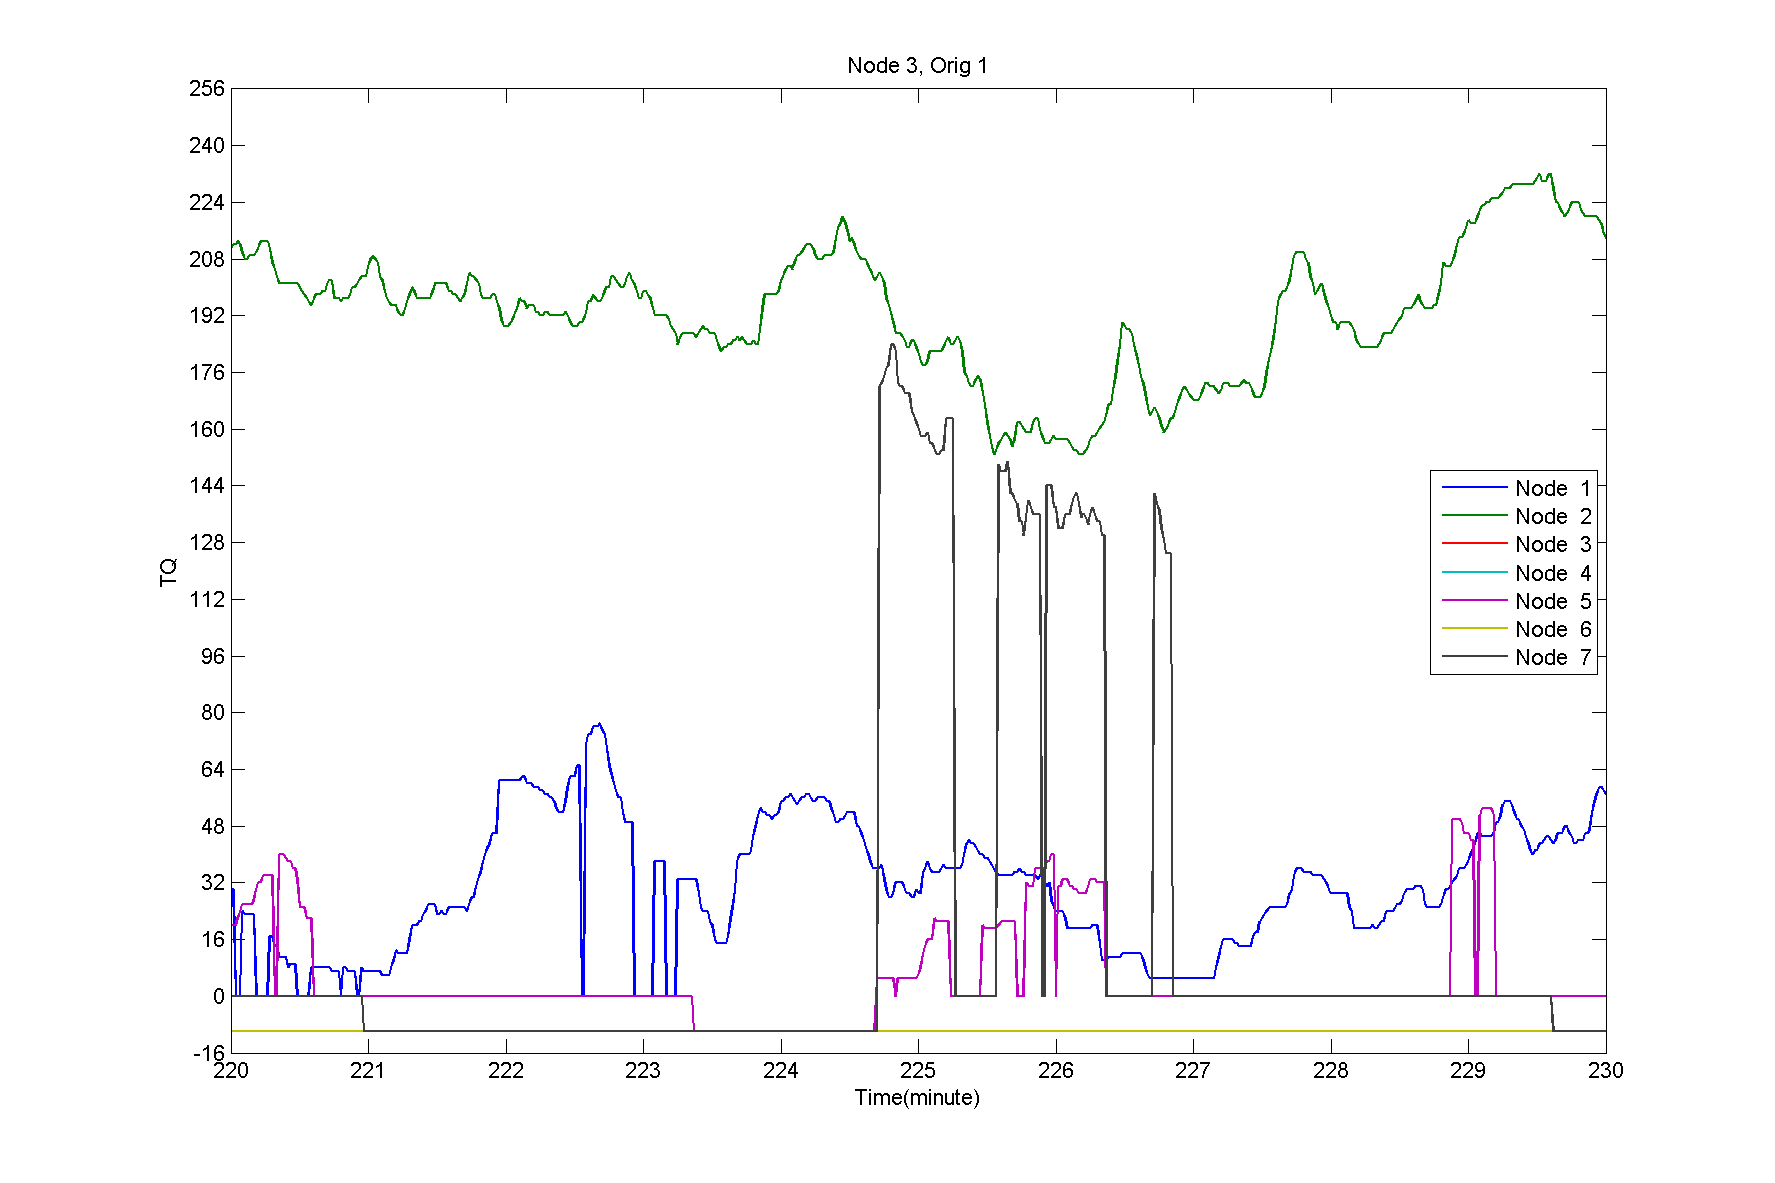 Node 3, Orig 1
256
240
224
208
192
176
160
144
128
112
96
80
64
48
32
16
0
-16
TQ
Node 1
Node 2
Node 3
Node 4
Node 5
Node 6
Node 7
220 221 222 223 224 225 226 227 228 229 230
Time(minute)